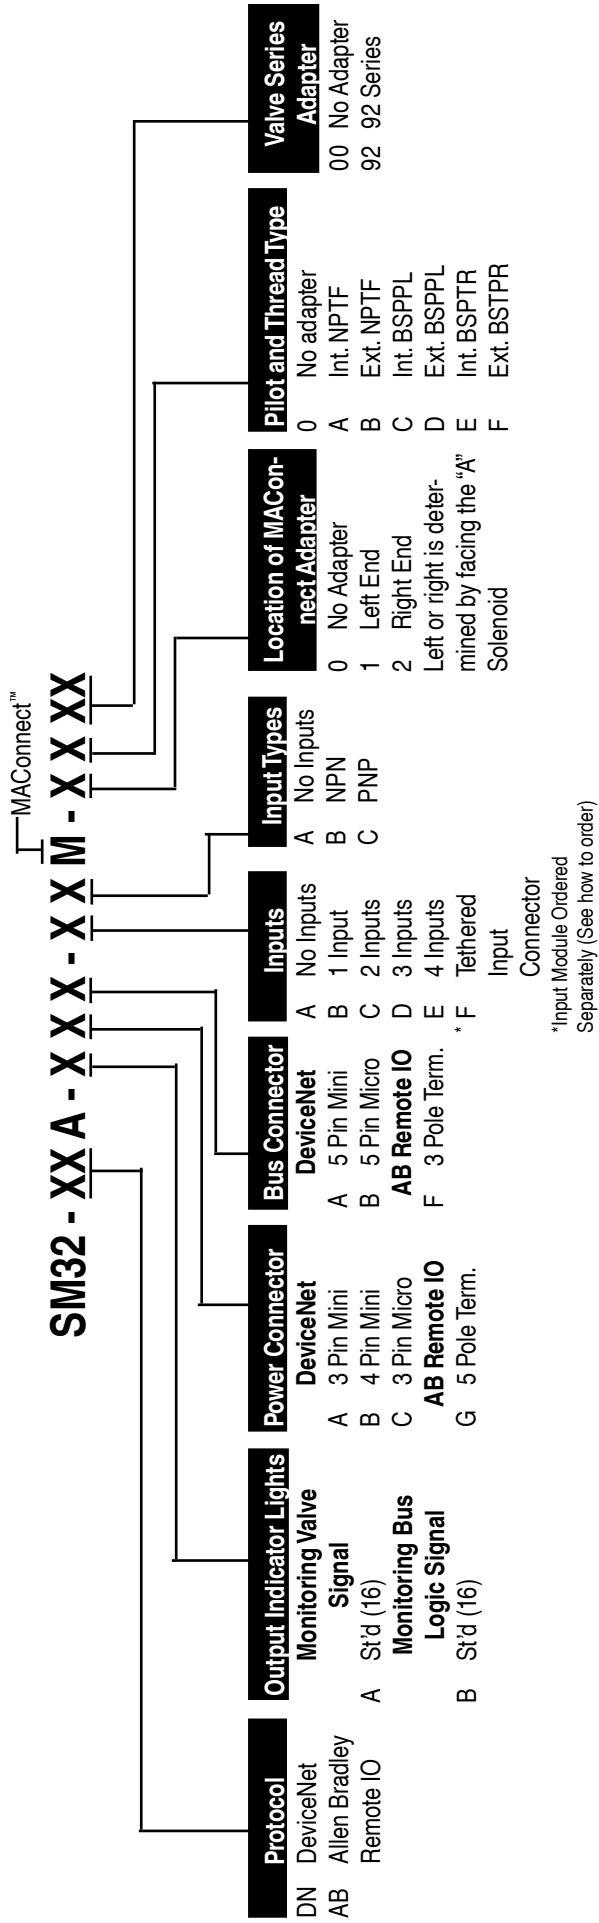 MAConnect™
SM32 - XX A - X X X - X X M - X X XX
Protocol
DN DeviceNet
AB Allen Bradley
Remote IO
Output Indicator Lights
Monitoring Valve
Signal
A St'd (16)
Monitoring Bus
Logic Signal
B St'd (16)
Power Connector
DeviceNet
A 3 Pin Mini
B 4 Pin Mini
C 3 Pin Micro
AB Remote IO
G 5 Pole Term.
Bus Connector
DeviceNet
A 5 Pin Mini
B 5 Pin Micro
AB Remote IO
F 3 Pole Term.
Inputs
A No Inputs
B 1 Input
C 2 Inputs
D 3 Inputs
E 4 Inputs
* F Tethered
Input
Connector
*Input Module Ordered
Separately (See how to order)
Input Types
A No Inputs
B NPN
C PNP
Location of MACon-
nect Adapter
0 No Adapter
1 Left End
2 Right End
Left or right is deter-
mined by facing the “A”
Solenoid
Pilot and Thread Type
0 No adapter
A Int. NPTF
B Ext. NPTF
C Int. BSPPL
D Ext. BSPPL
E Int. BSPTR
F Ext. BSTPR
Valve Series
Adapter
00 No Adapter
92 92 Series